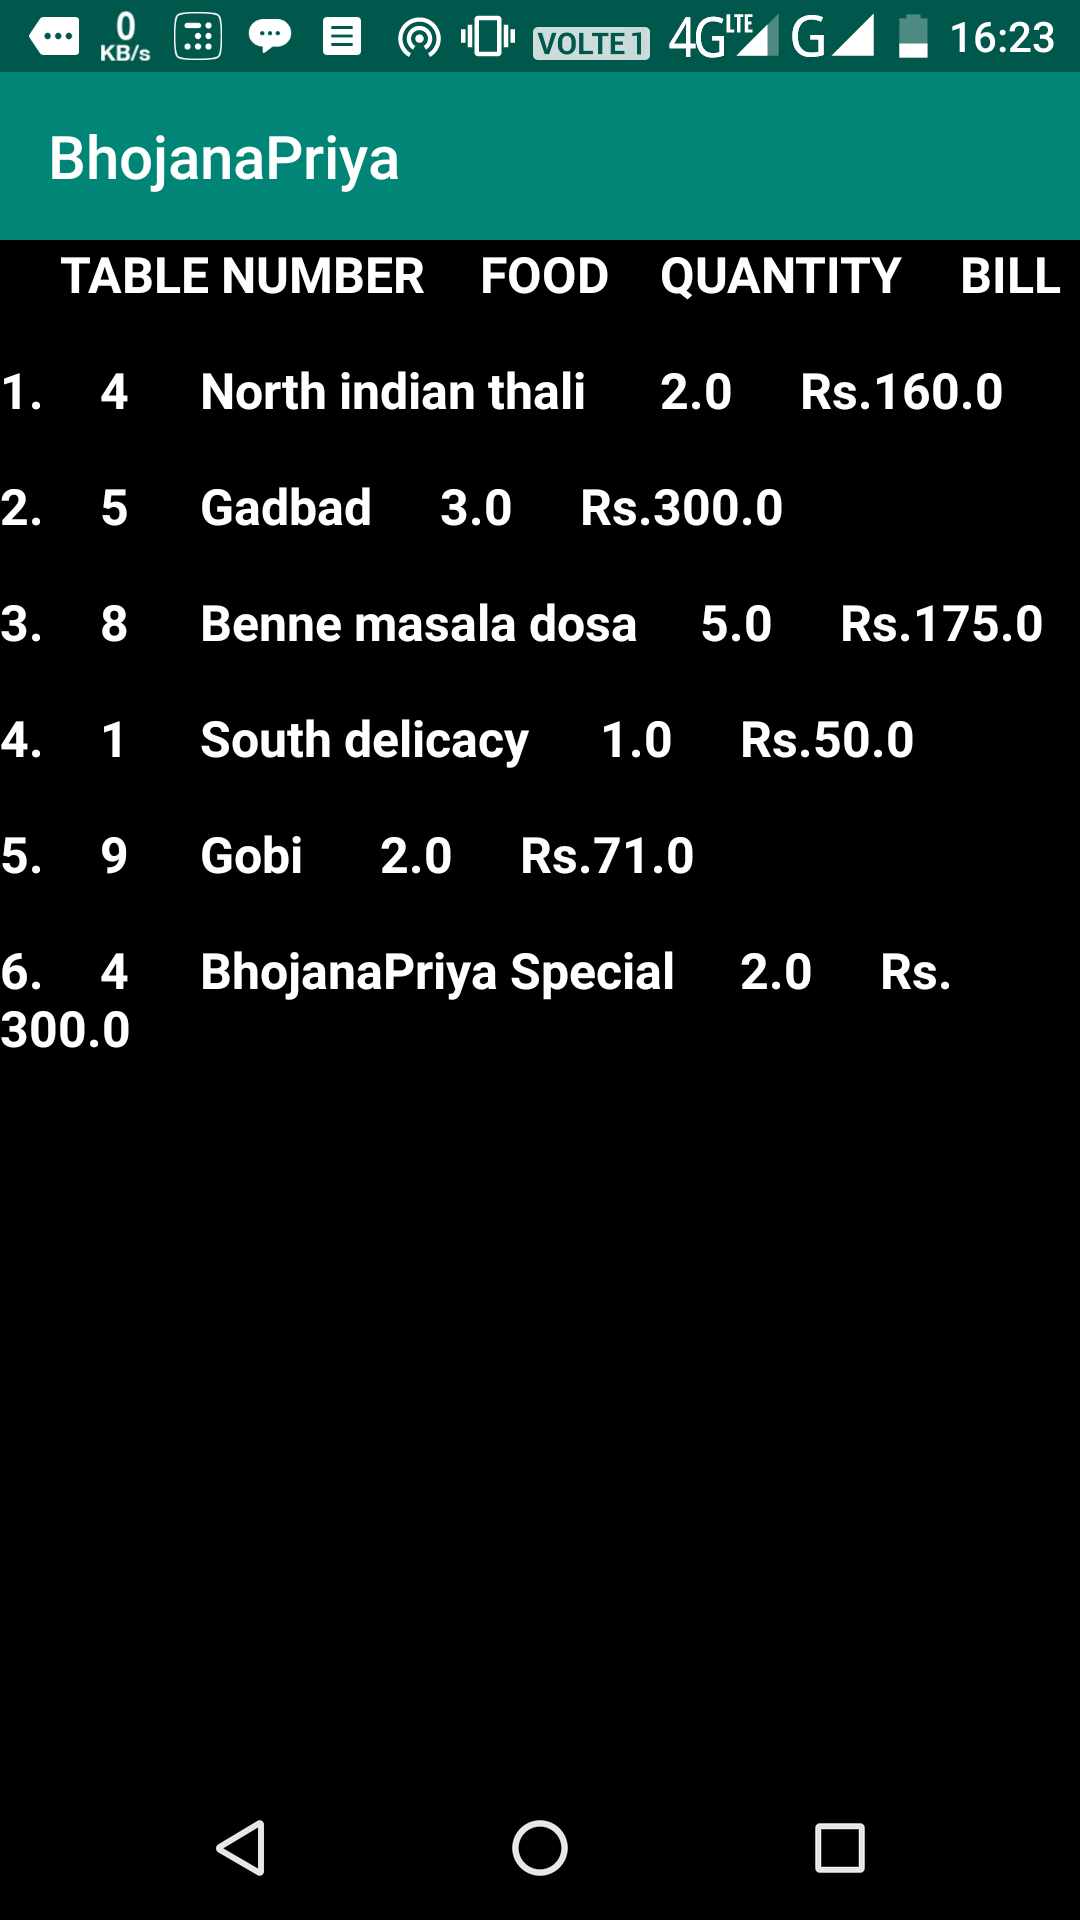 0 KB/s VOLTE 1 4G LTE G 16:23
BhojanaPriya
TABLE NUMBER FOOD QUANTITY BILL
1. 4 North indian thali 2.0 Rs.160.0
2. 5 Gadbad 3.0 Rs.300.0
3. 8 Benne masala dosa 5.0 Rs.175.0
4. 1 South delicacy 1.0 Rs.50.0
5. 9 Gobi 2.0 Rs.71.0
6. 4 BhojanaPriya Special 2.0 Rs.
300.0